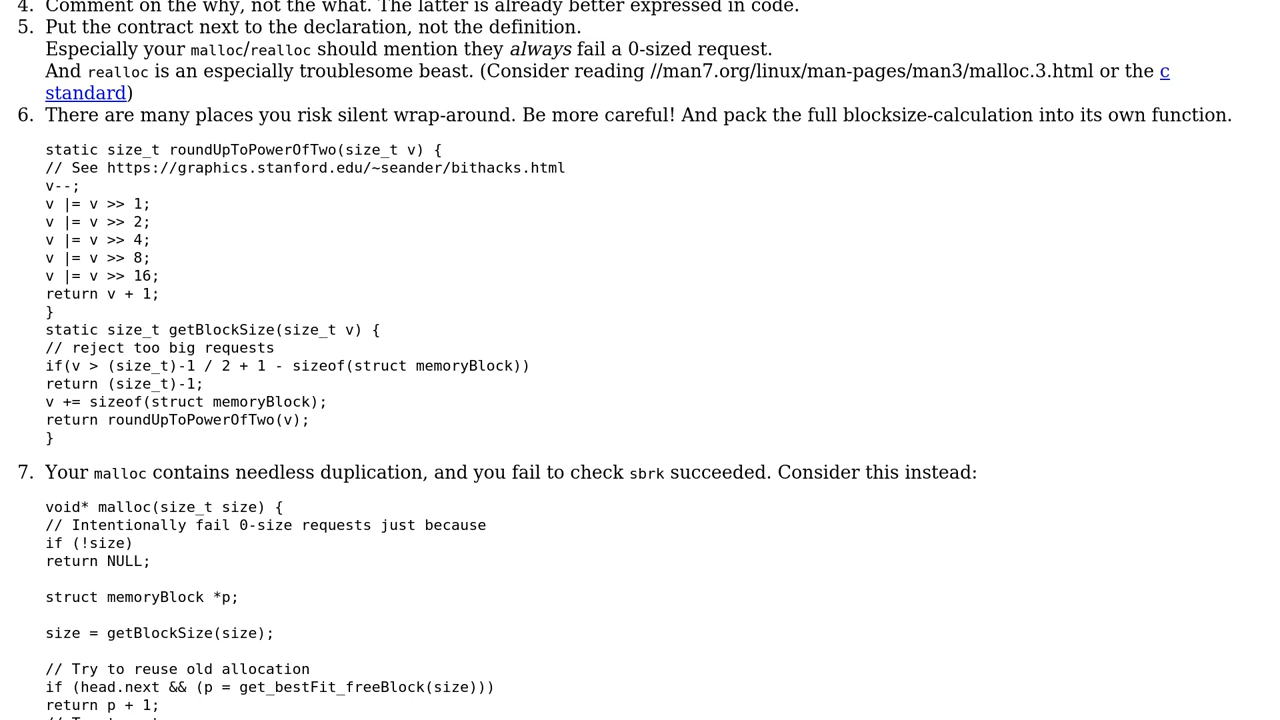 4. Comment on the why, not the what. The latter is already better expressed in code.
5. Put the contract next to the declaration, not the definition.
Especially your malloc/realloc should mention they always fail a 0-sized request.
And realloc is an especially troublesome beast. (Consider reading //man7.org/linux/man-pages/man3/malloc.3.html or the c
standard)
6. There are many places you risk silent wrap-around. Be more careful! And pack the full blocksize-calculation into its own function.
static size_t roundUpToPowerOfTwo(size_t v) {
// See https://graphics.stanford.edu/~seander/bithacks.html
v--;
v |= v >> 1;
v |= v >> 2;
v |= v >> 4;
v |= v >> 8;
v |= v >> 16;
return v + 1;
}
static size_t getBlockSize(size_t v) {
// reject too big requests
if(v > (size_t)-1 / 2 + 1 - sizeof(struct memoryBlock))
return (size_t)-1;
v += sizeof(struct memoryBlock);
return roundUpToPowerOfTwo(v);
}
7. Your malloc contains needless duplication, and you fail to check sbrk succeeded. Consider this instead:
void* malloc(size_t size) {
// Intentionally fail 0-size requests just because
if (!size)
return NULL;
struct memoryBlock *p;
size = getBlockSize(size);
// Try to reuse old allocation
if (head.next && (p = get_bestFit_freeBlock(size)))
return p + 1;